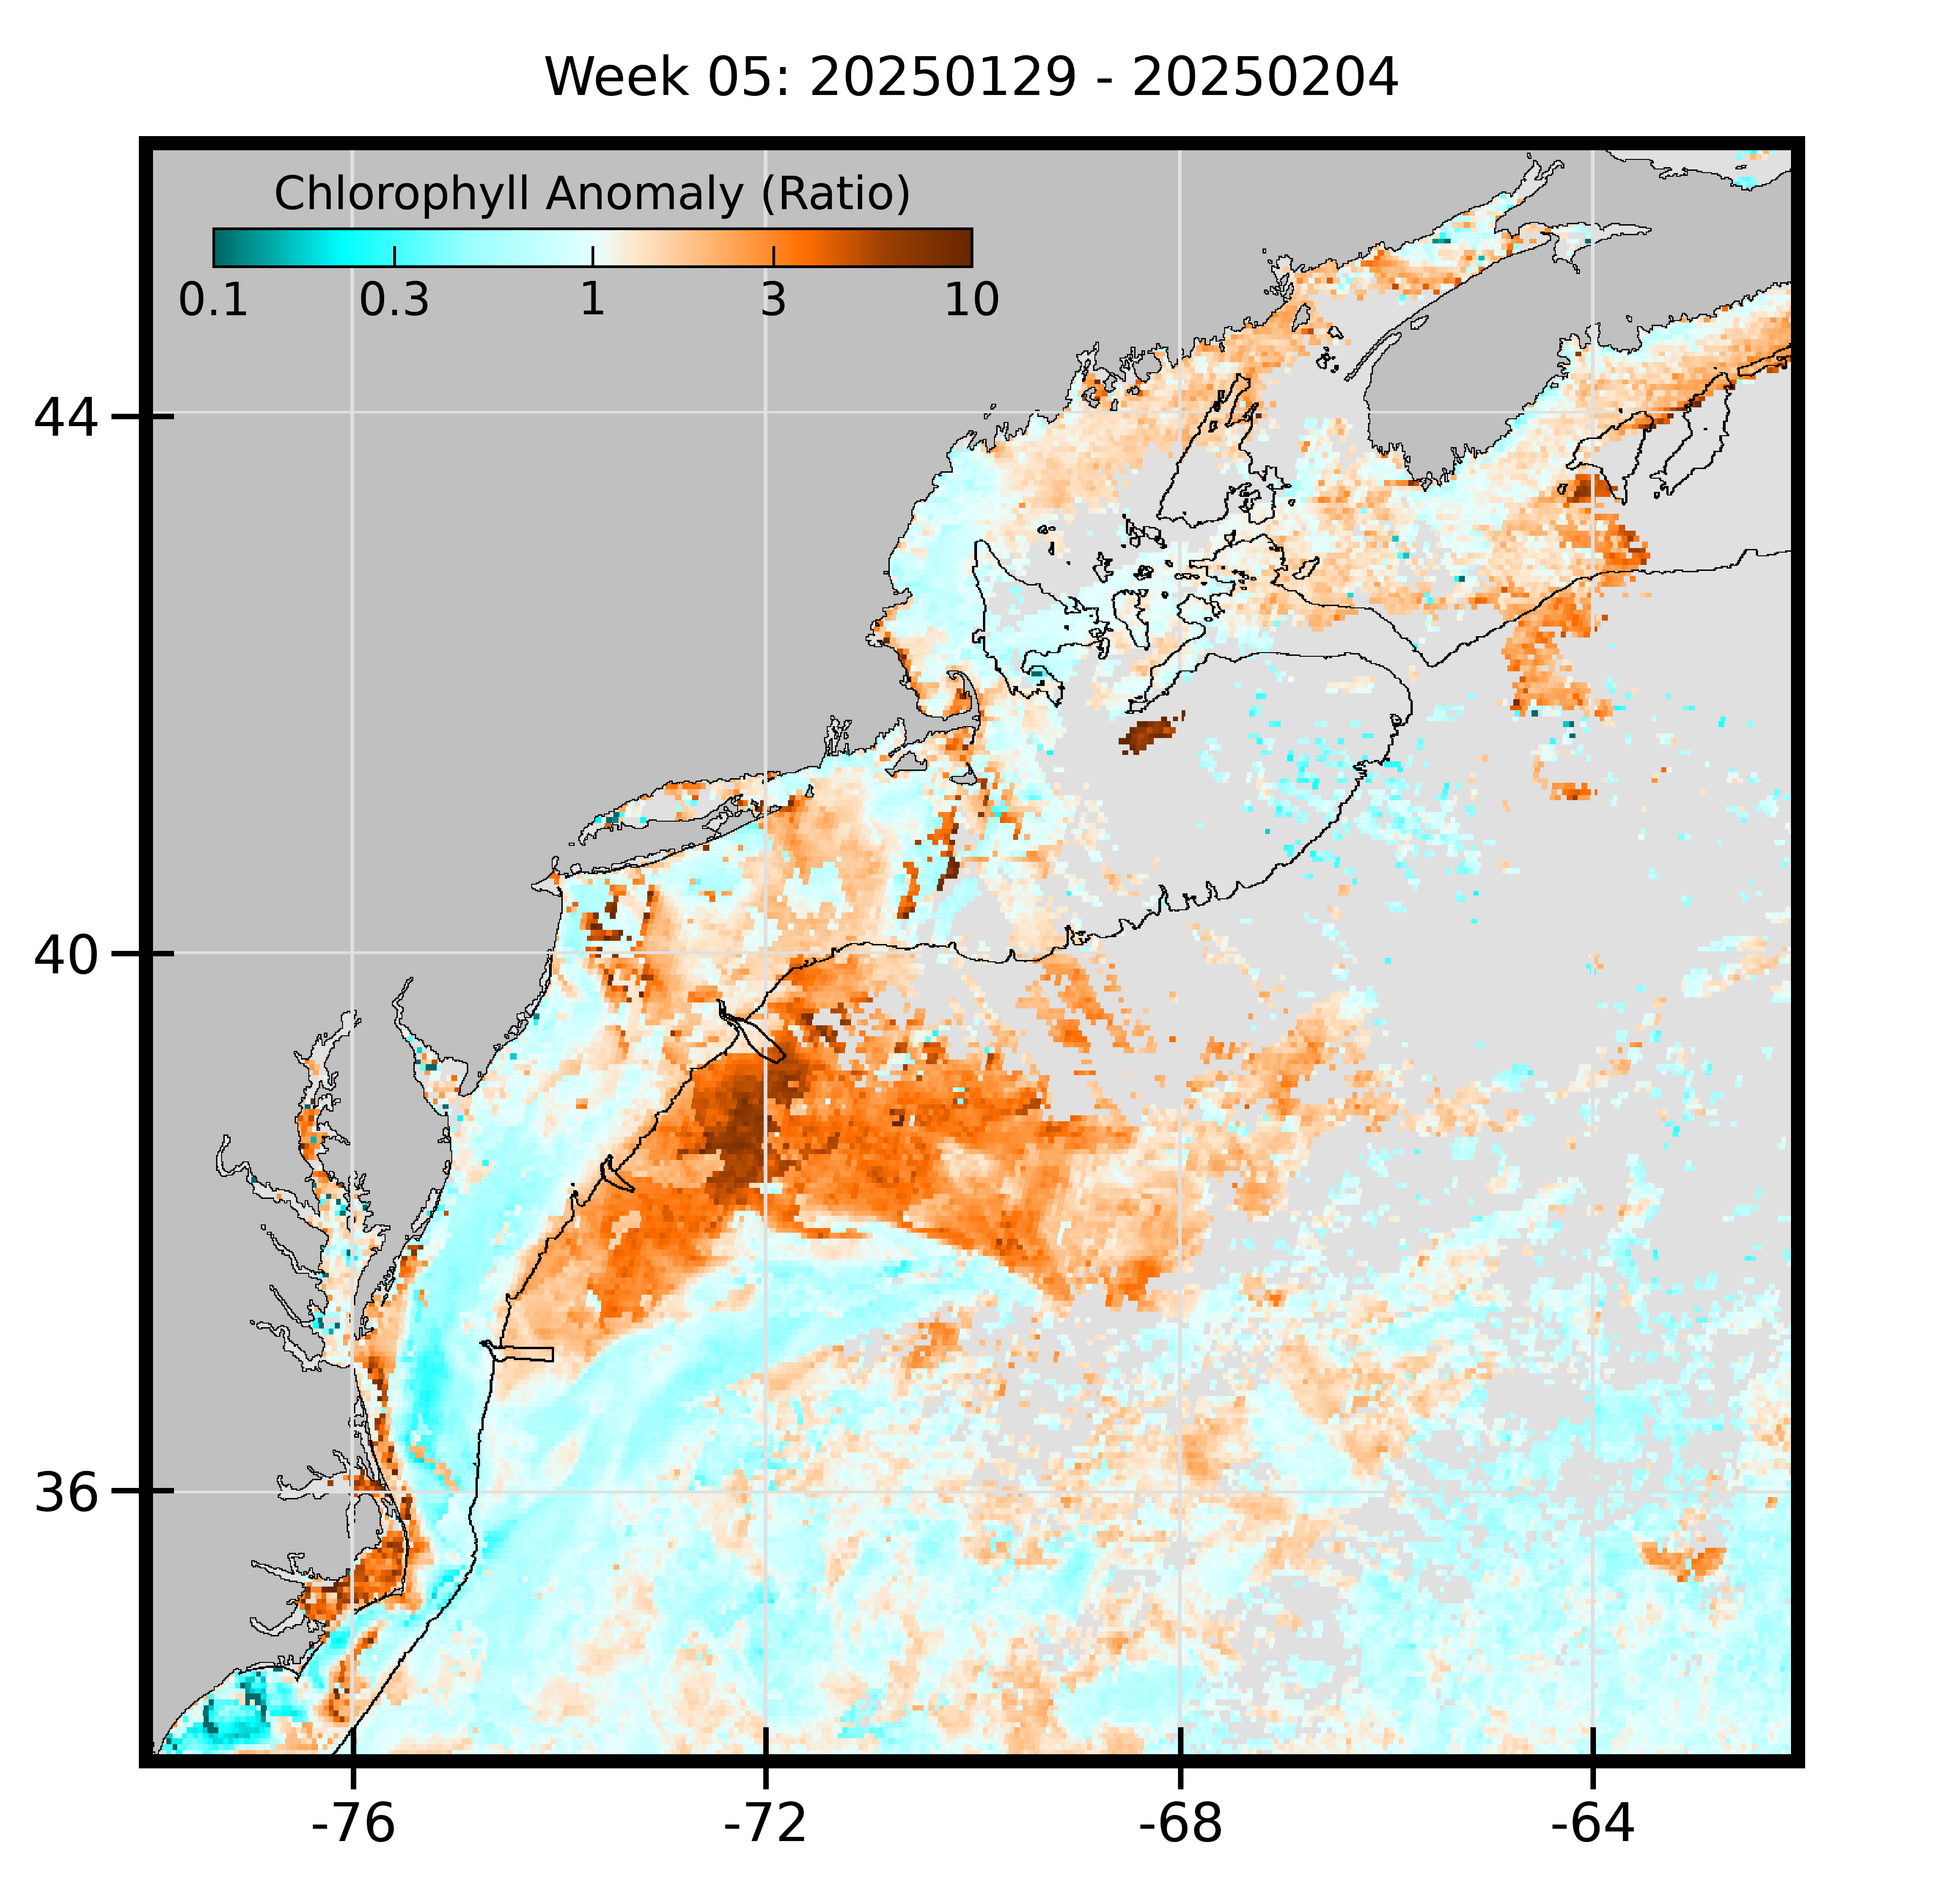 Week 05: 20250129 - 20250204
Chlorophyll Anomaly (Ratio)
0.1 0.3 1 3 10
44
40
36
-76 -72 -68 -64